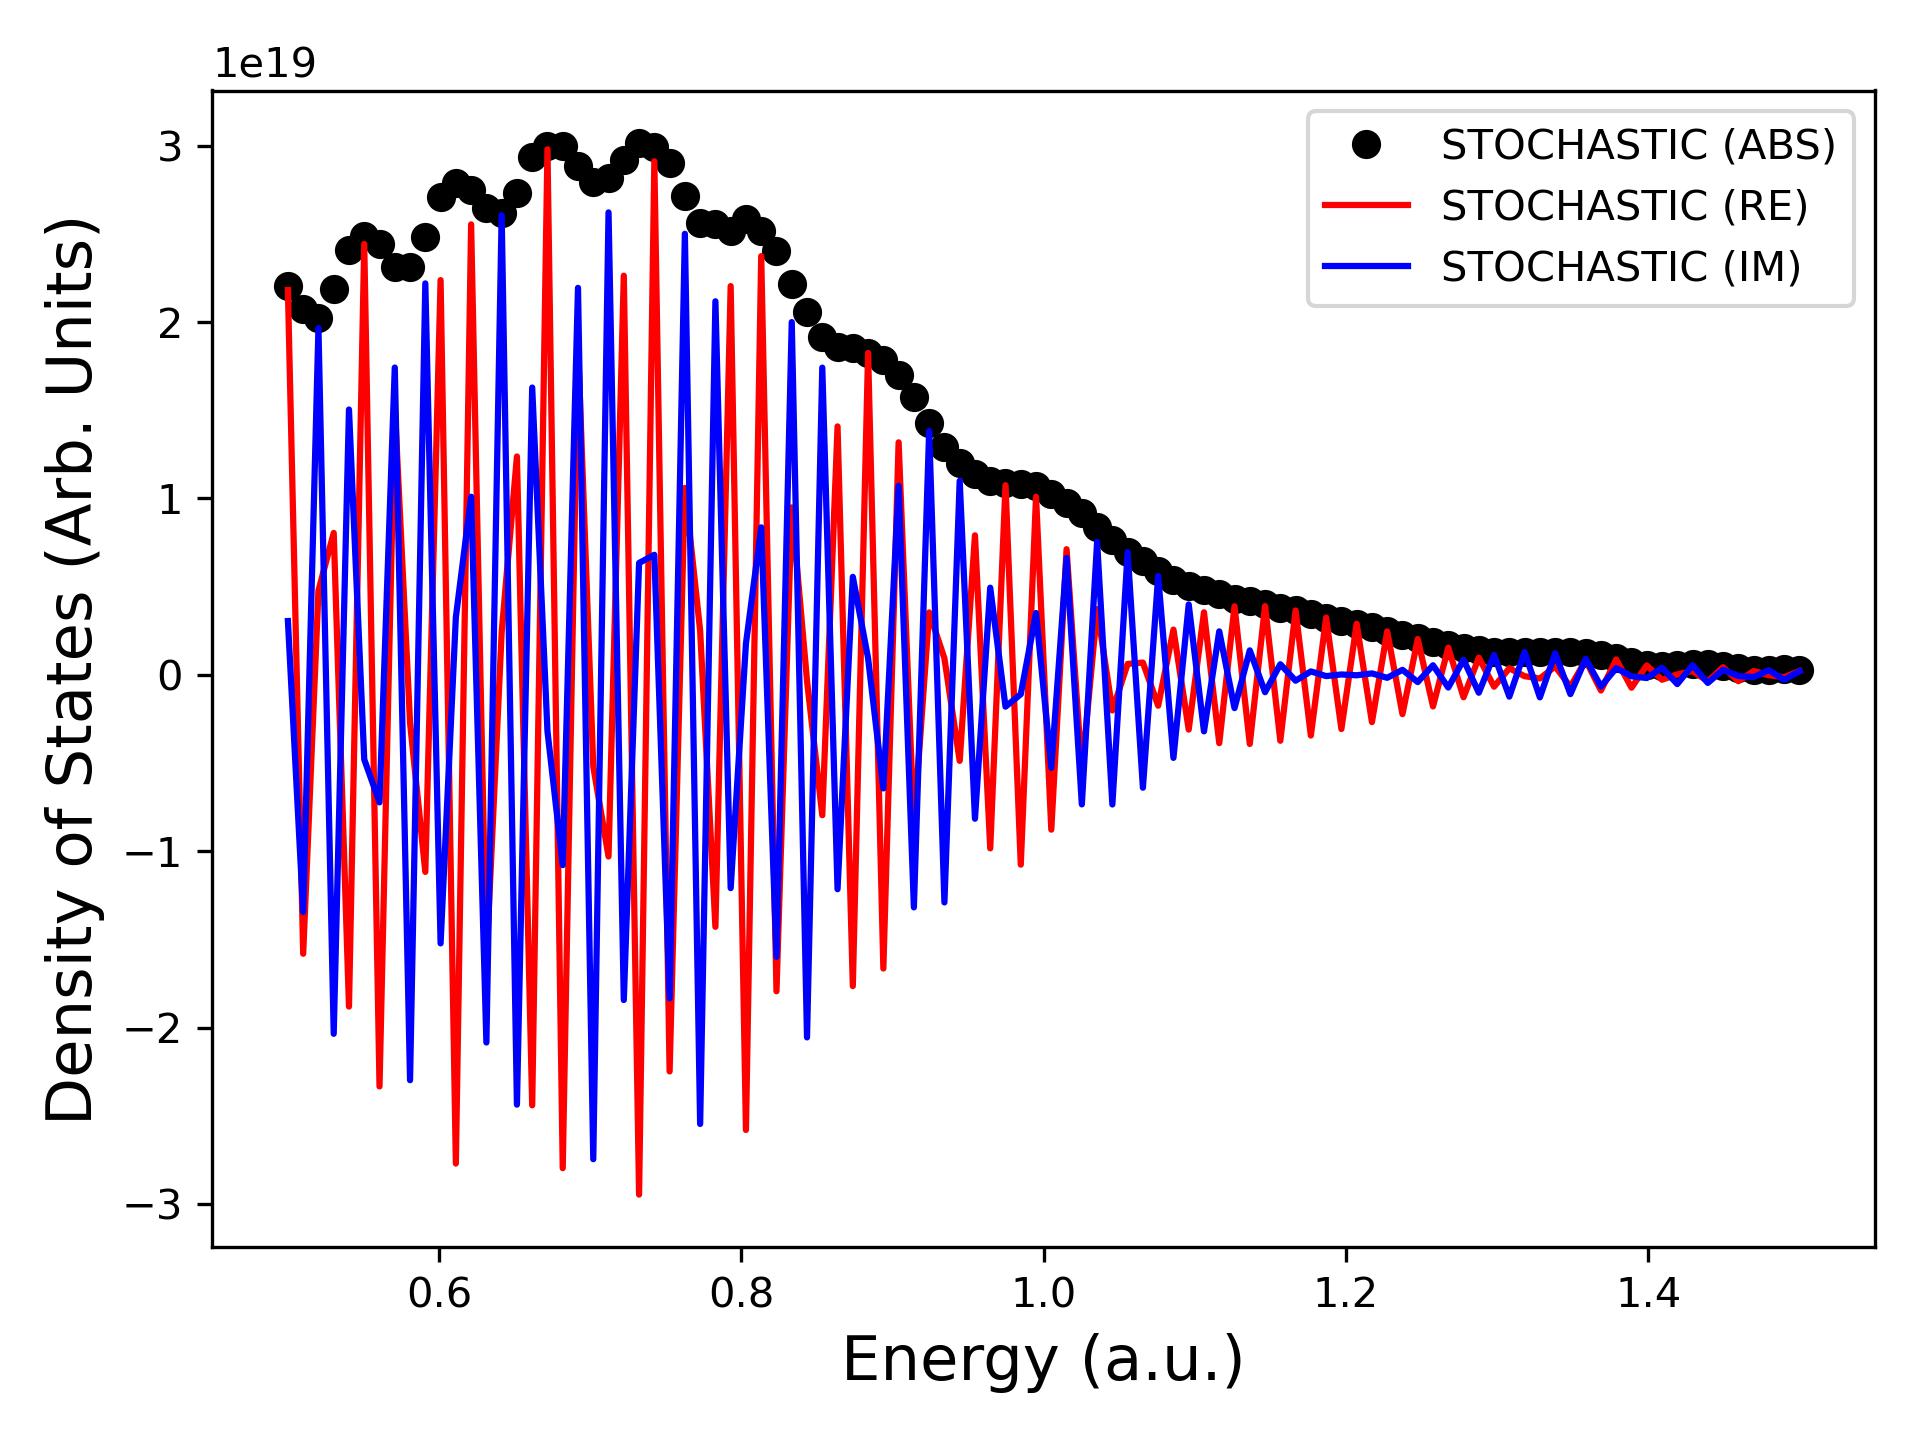 1e19
STOCHASTIC (ABS)
STOCHASTIC (RE)
STOCHASTIC (IM)
Density of States (Arb. Units)
3
2
1
0
−1
−2
−3
0.6 0.8 1.0 1.2 1.4
Energy (a.u.)